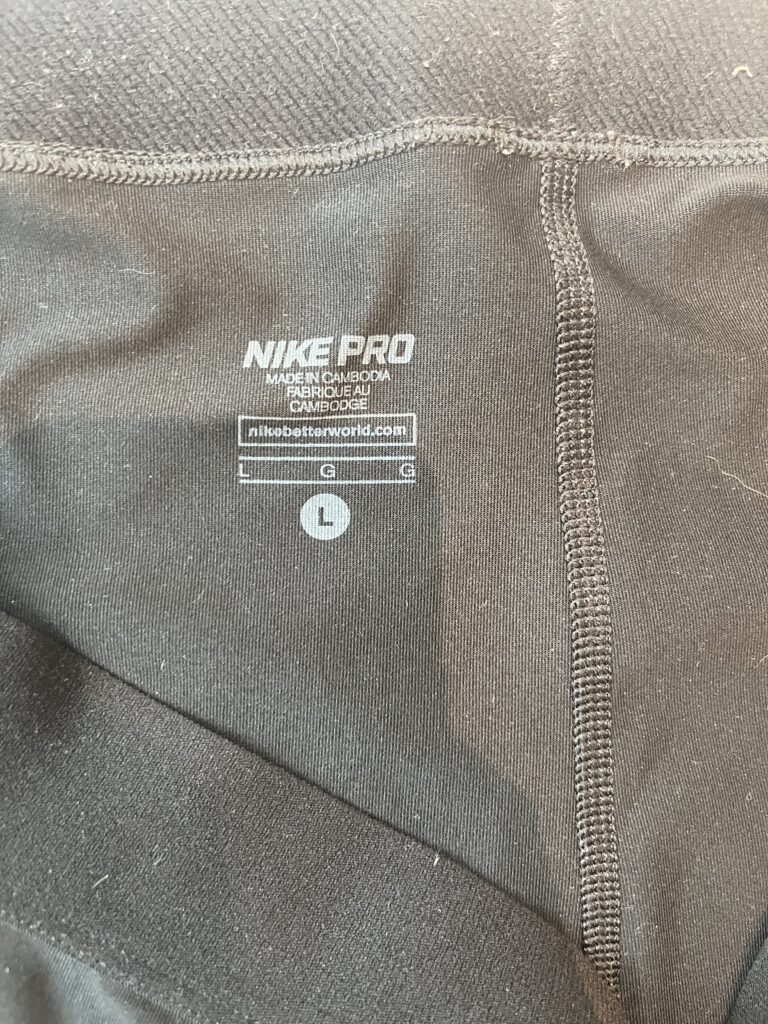 NIKE PRO
MADE IN CAMBODIA
FABRIQUE AU
CAMBODGE
nikebetterworld.com
L G G
L